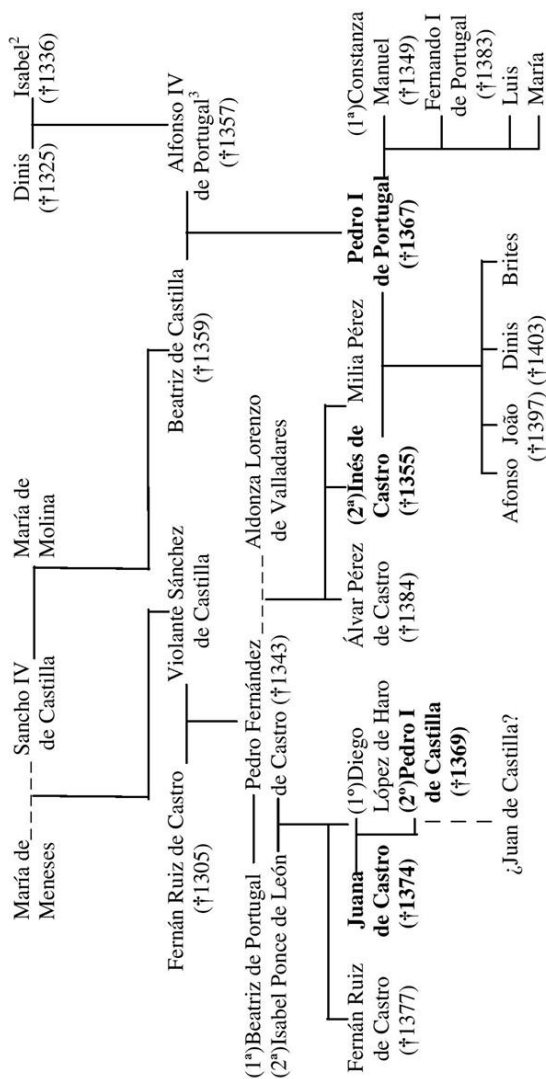 María de
Meneses
Sancho IV
de Castilla
María de
Molina
Dinis
(†1325)
Isabel²
(†1336)
Fernán Ruiz de Castro
(†1305)
Violante Sánchez
de Castilla
Beatriz de Castilla
(†1359)
Alfonso IV
de Portugal³
(†1357)
(1ª)Beatriz de Portugal
(2ª)Isabel Ponce de León
Pedro Fernández
de Castro (†1343)
Aldonza Lorenzo
de Valladares
Fernán Ruiz
de Castro
(†1377)
Juana
de Castro
(†1374)
(1º)Diego
López de Haro
(2º)Pedro I
de Castilla
(†1369)
Álvar Pérez
de Castro
(†1384)
(2ª)Inés de
Castro
(†1355)
Milia Pérez
Pedro I
de Portugal
(†1367)
(1ª)Constanza
Manuel
(†1349)
Fernando I
de Portugal
(†1383)
Luis
María
¿Juan de Castilla?
Afonso
João
(†1397)
Dinis
(†1403)
Brites